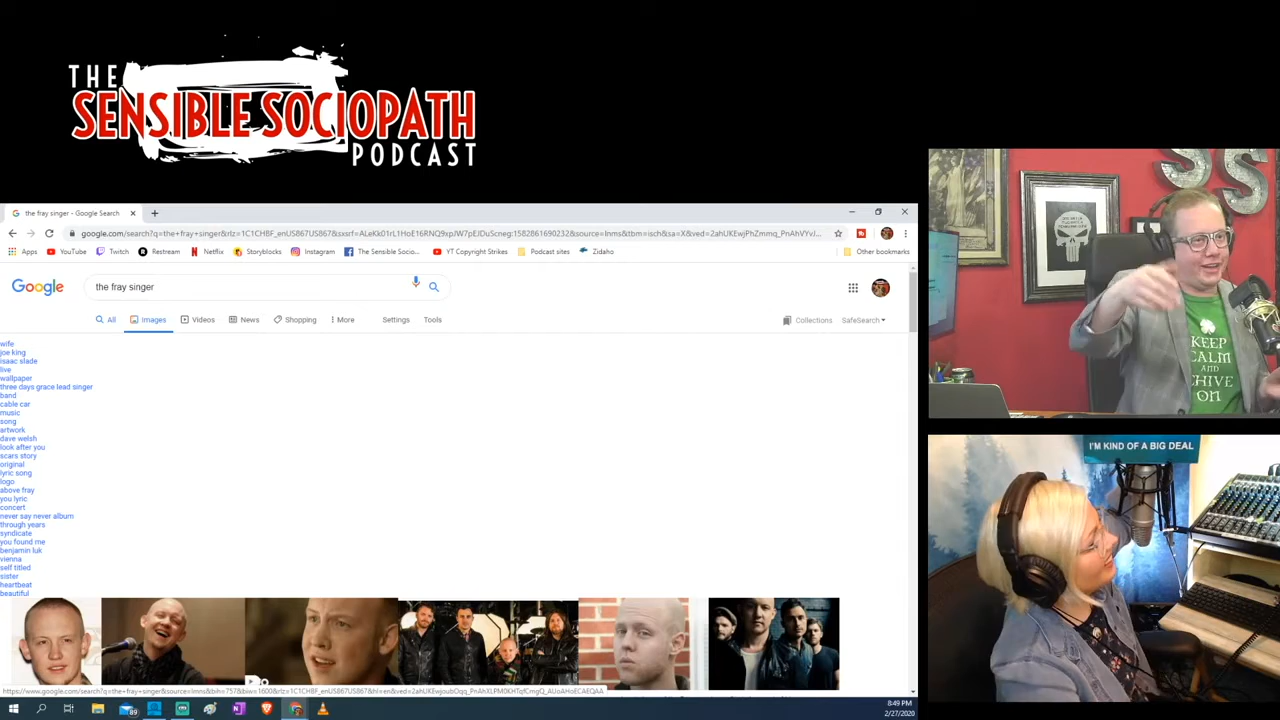 THE
SENSIBLE SOCIOPATH
PODCAST
the fray singer - Google Search
Apps YouTube Twitch Restream Netflix Storyblocks Instagram The Sensible Socio... YT Copyright Strikes Podcast sites Zidaho Other bookmarks
Google the fray singer
All Images Videos News Shopping More Settings Tools Collections SafeSearch
wife
joe king
isaac slade
live
wallpaper
three days grace lead singer
band
cable car
music
song
artwork
dave welsh
look after you
scars story
original
lyric song
logo
above fray
you lyric
concert
never say never album
through years
syndicate
you found me
benjamin luk
vienna
self titled
sister
heartbeat
beautiful
89
8:49 PM
2/27/2020
SS
KEEP
CALM
AND
CHIVE
ON
I'M KIND OF A BIG DEAL